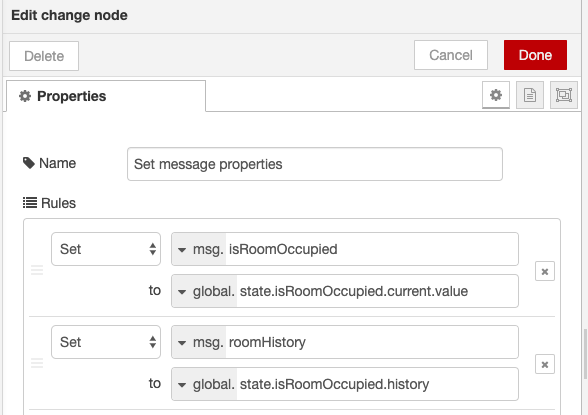 Edit change node
Delete
Cancel
Done
Properties
Name
Set message properties
Rules
Set
msg. isRoomOccupied
to
global. state.isRoomOccupied.current.value
Set
msg. roomHistory
to
global. state.isRoomOccupied.history